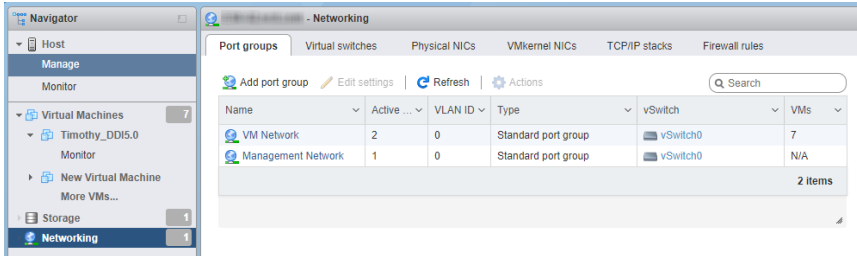 Navigator
Host
Manage
Monitor
Virtual Machines 7
Timothy_DDI5.0
Monitor
New Virtual Machine
More VMs...
Storage 1
Networking 1
- Networking
Port groups Virtual switches Physical NICs VMkernel NICs TCP/IP stacks Firewall rules
Add port group Edit settings Refresh Actions Search
Name Active ... VLAN ID Type vSwitch VMs
VM Network 2 0 Standard port group vSwitch0 7
Management Network 1 0 Standard port group vSwitch0 N/A
2 items